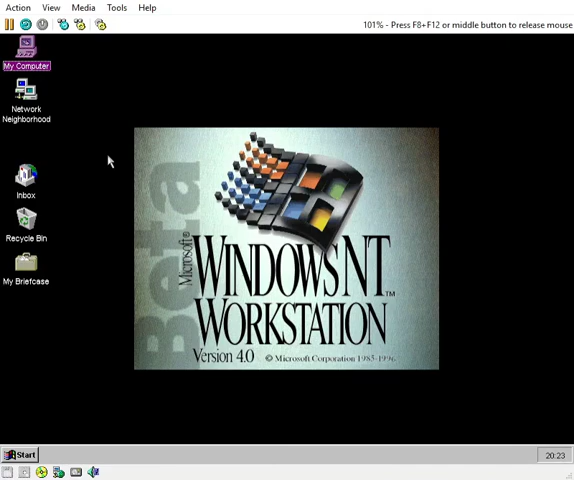 Action View Media Tools Help
101% - Press F8+F12 or middle button to release mouse
My Computer
Network
Neighborhood
Inbox
Recycle Bin
My Briefcase
Beta
Microsoft®
WINDOWS NT™
WORKSTATION
Version 4.0 © Microsoft Corporation 1985-1996.
Start 20:23